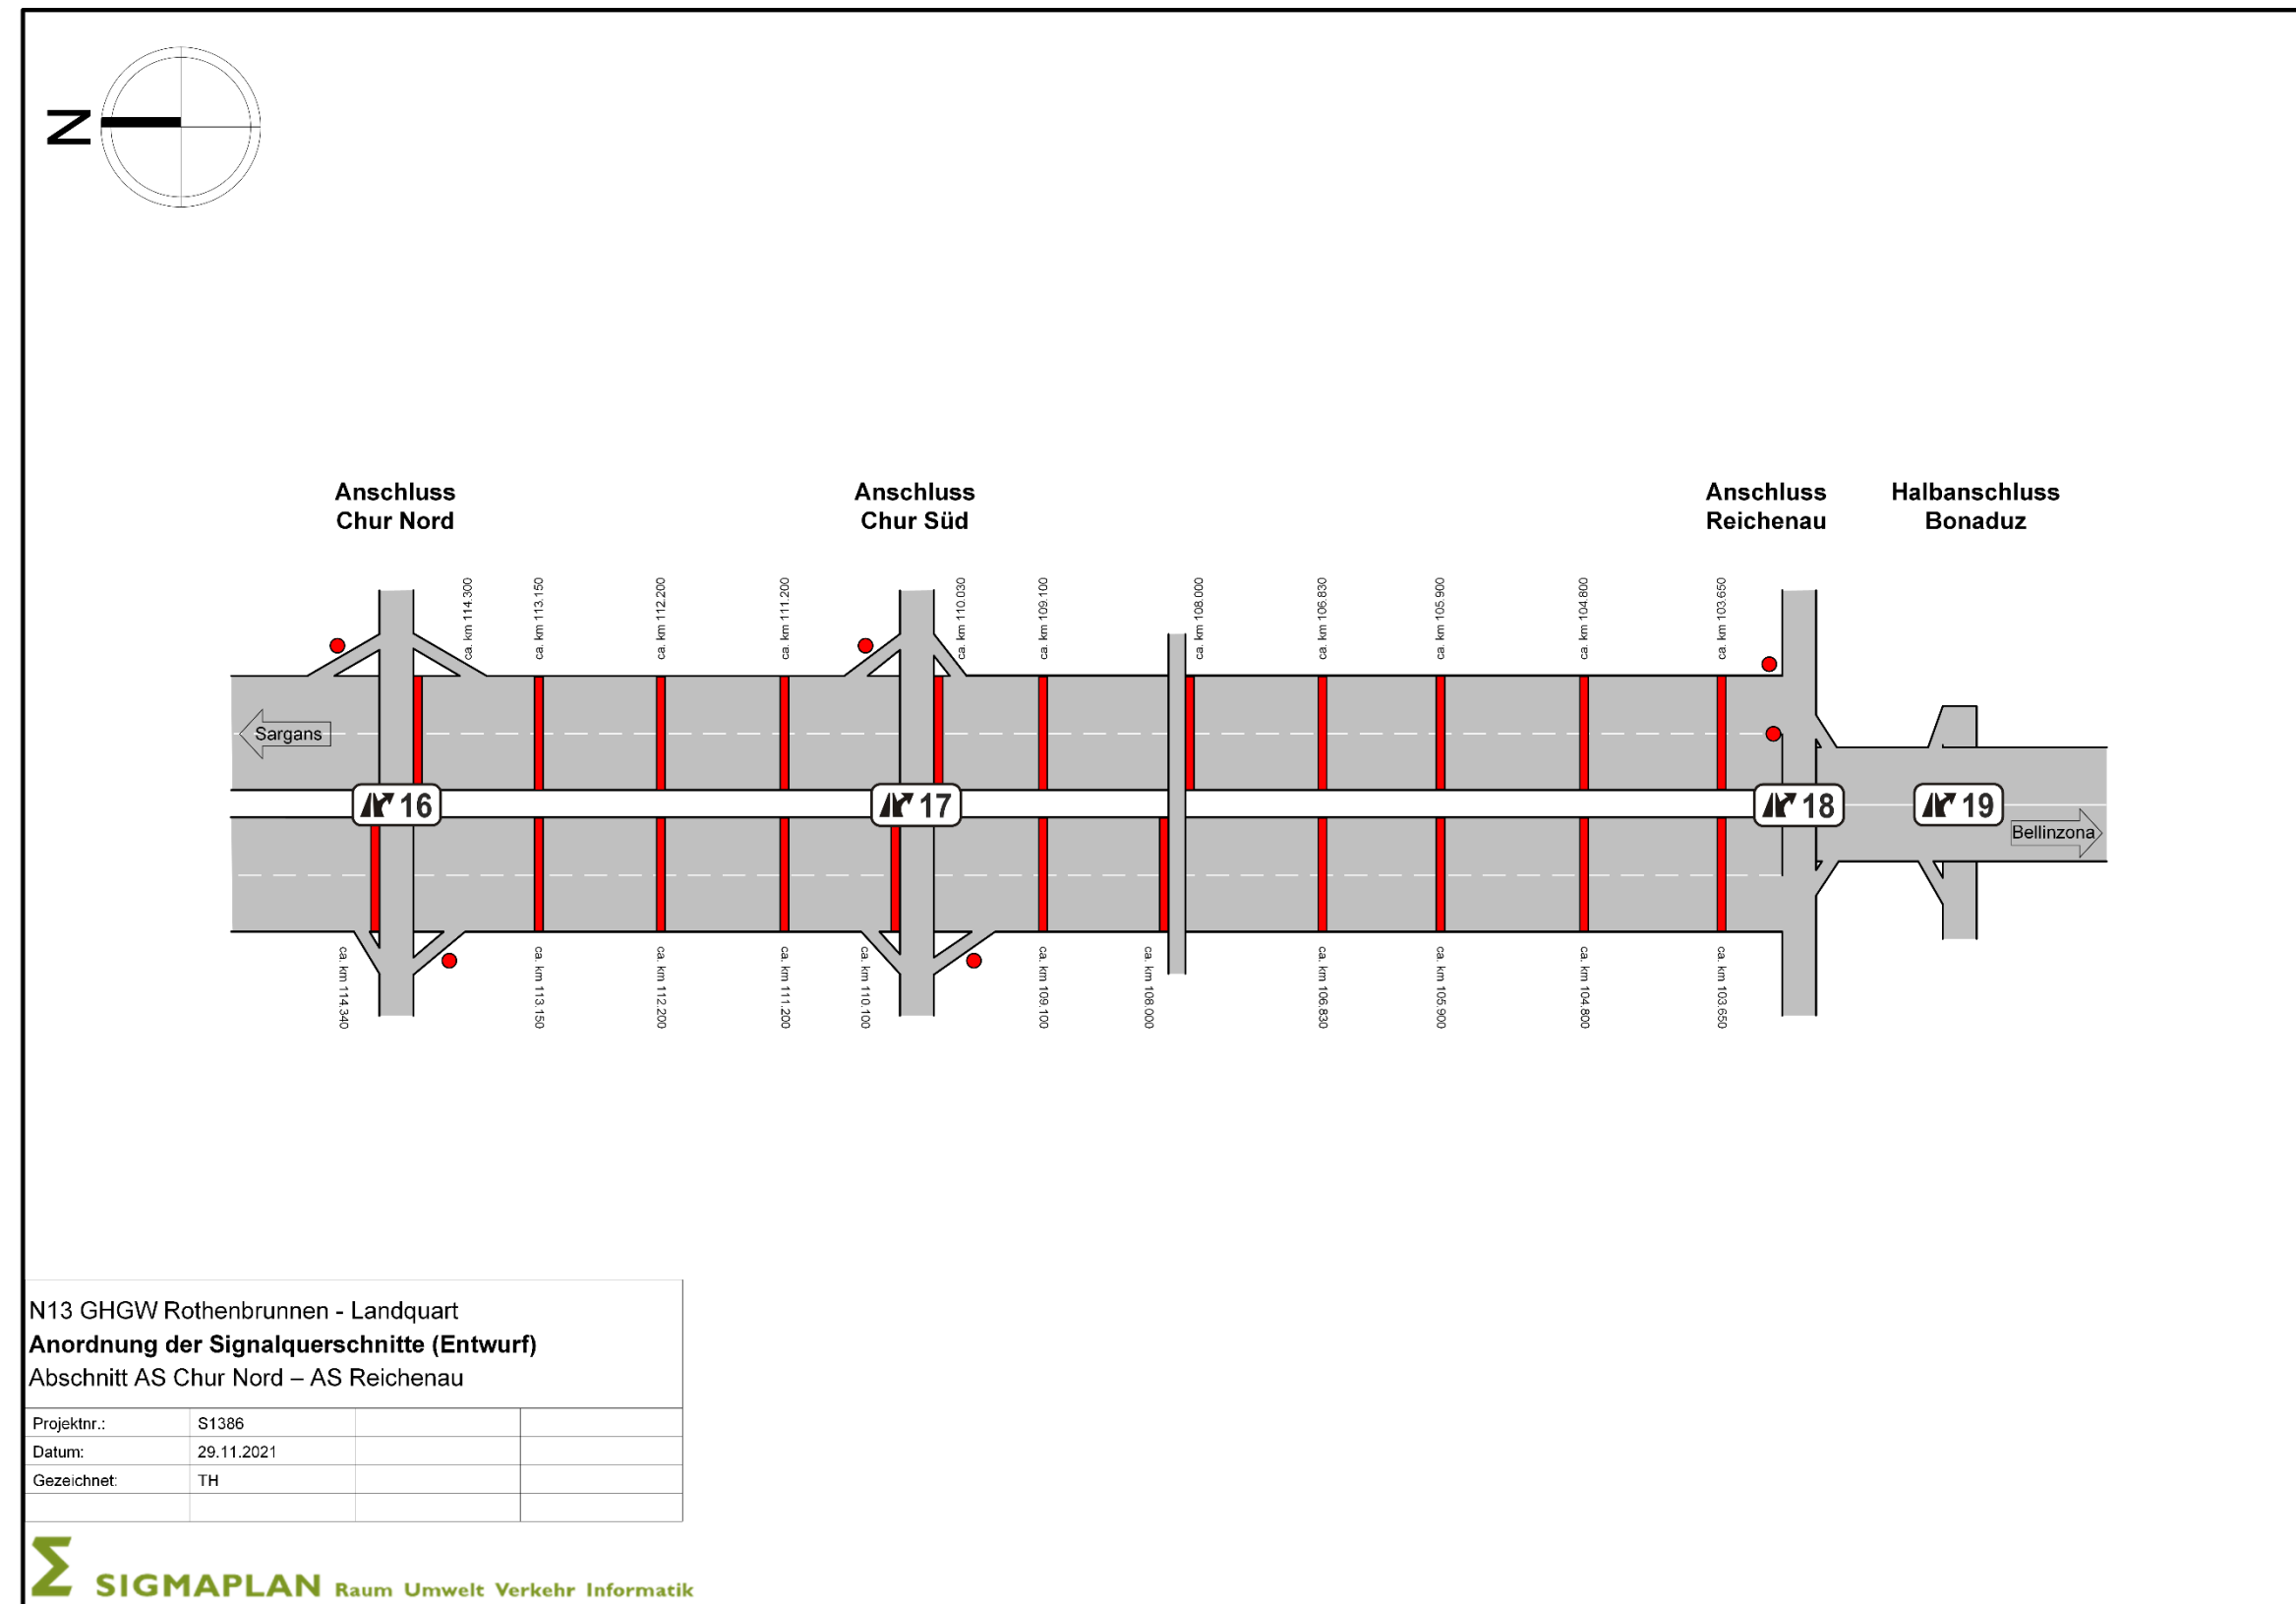 N
Anschluss
Chur Nord
Anschluss
Chur Süd
Anschluss
Reichenau
Halbanschluss
Bonaduz
ca. km 114.300
ca. km 113.150
ca. km 112.200
ca. km 111.200
ca. km 110.030
ca. km 109.100
ca. km 108.000
ca. km 106.830
ca. km 105.900
ca. km 104.800
ca. km 103.650
Sargans
16
17
18
19
Bellinzona
ca. km 114.340
ca. km 113.150
ca. km 112.200
ca. km 111.200
ca. km 110.100
ca. km 109.100
ca. km 108.000
ca. km 106.830
ca. km 105.900
ca. km 104.800
ca. km 103.650
N13 GHGW Rothenbrunnen - Landquart
Anordnung der Signalquerschnitte (Entwurf)
Abschnitt AS Chur Nord – AS Reichenau
Projektnr.: S1386
Datum: 29.11.2021
Gezeichnet: TH
Σ SIGMAPLAN Raum Umwelt Verkehr Informatik